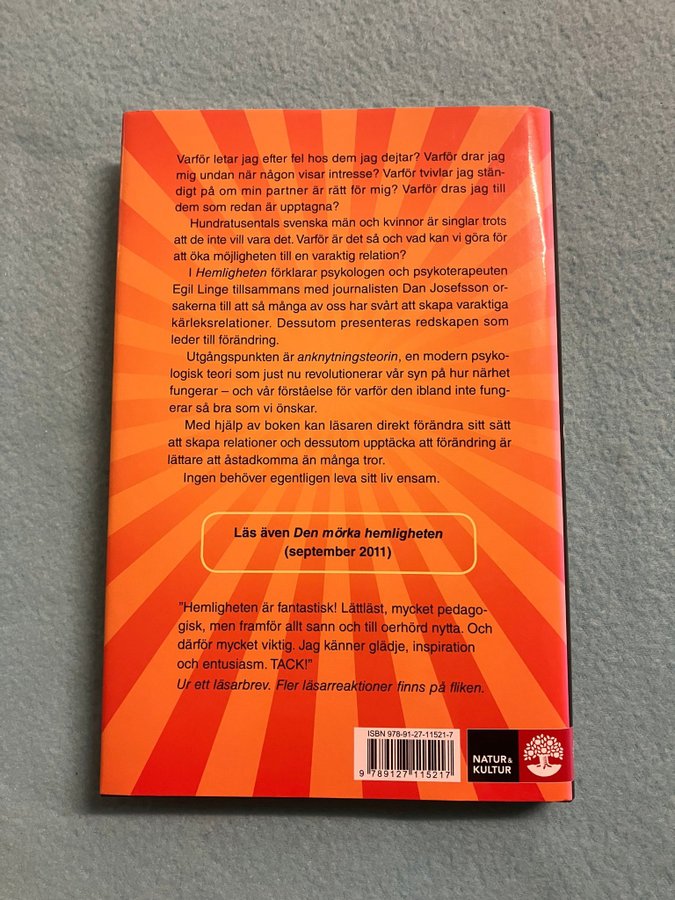 Varför letar jag efter fel hos dem jag dejtar? Varför drar jag
mig undan när någon visar intresse? Varför tvivlar jag stän-
digt på om min partner är rätt för mig? Varför dras jag till
dem som redan är upptagna?
Hundratusentals svenska män och kvinnor är singlar trots
att de inte vill vara det. Varför är det så och vad kan vi göra för
att öka möjligheten till en varaktig relation?
I Hemligheten förklarar psykologen och psykoterapeuten
Egil Linge tillsammans med journalisten Dan Josefsson or-
sakerna till att så många av oss har svårt att skapa varaktiga
kärleksrelationer. Dessutom presenteras redskapen som
leder till förändring.
Utgångspunkten är anknytningsteorin, en modern psyko-
logisk teori som just nu revolutionerar vår syn på hur närhet
fungerar – och vår förståelse för varför den ibland inte fung-
erar så bra som vi önskar.
Med hjälp av boken kan läsaren direkt förändra sitt sätt
att skapa relationer och dessutom upptäcka att förändring är
lättare att åstadkomma än många tror.
Ingen behöver egentligen leva sitt liv ensam.
Läs även Den mörka hemligheten
(september 2011)
"Hemligheten är fantastisk! Lättläst, mycket pedago-
gisk, men framför allt sann och till oerhörd nytta. Och
därför mycket viktig. Jag känner glädje, inspiration
och entusiasm. TACK!"
Ur ett läsarbrev. Fler läsarreaktioner finns på fliken.
ISBN 978-91-27-11521-7
9 789127 115217
NATUR &
KULTUR